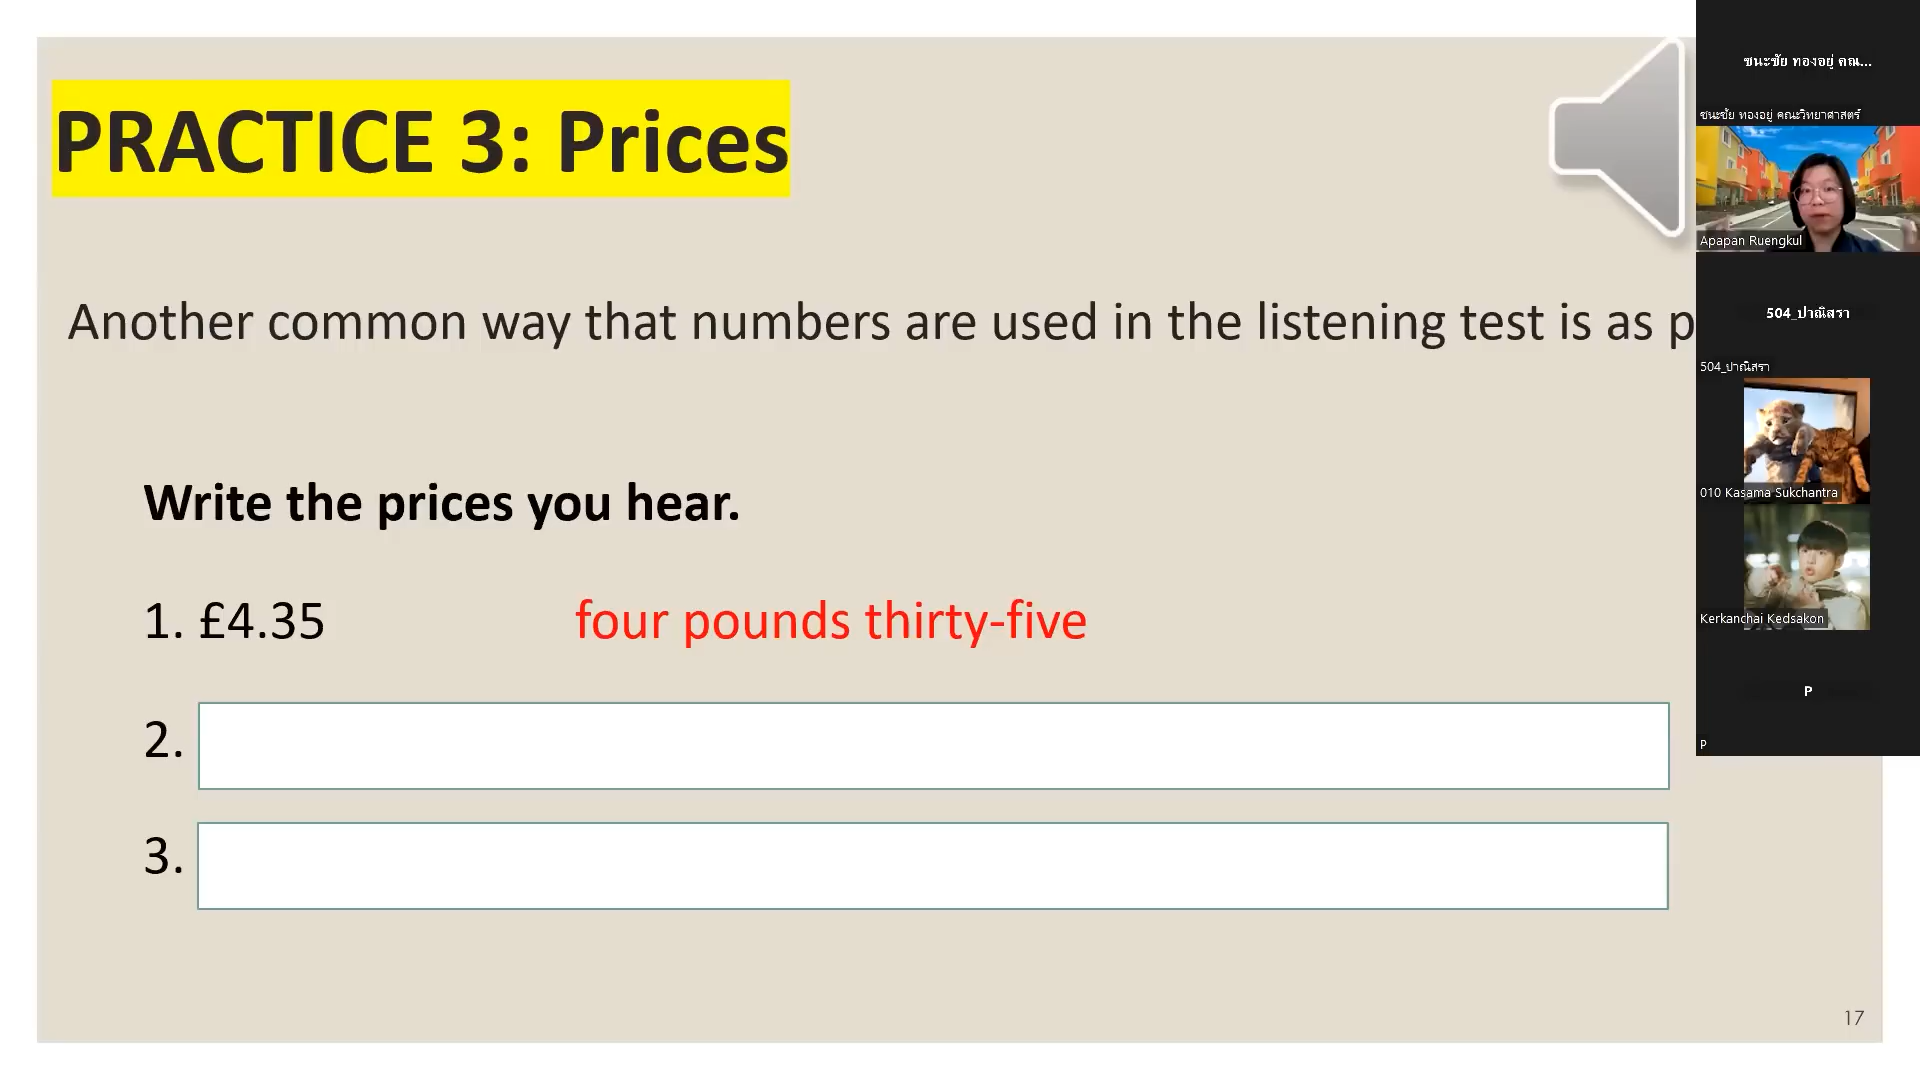 PRACTICE 3: Prices
Another common way that numbers are used in the listening test is as p
Write the prices you hear.
1. £4.35 four pounds thirty-five
2.
3.
17
ชนะชัย ทองอยู่ คณ...
ชนะชัย ทองอยู่ คณะวิทยาศาสตร์
Apapan Ruengkul
504_ปาณิสรา
504_ปาณิสรา
010 Kasama Sukchantra
Kerkanchai Kedsakon
P
P